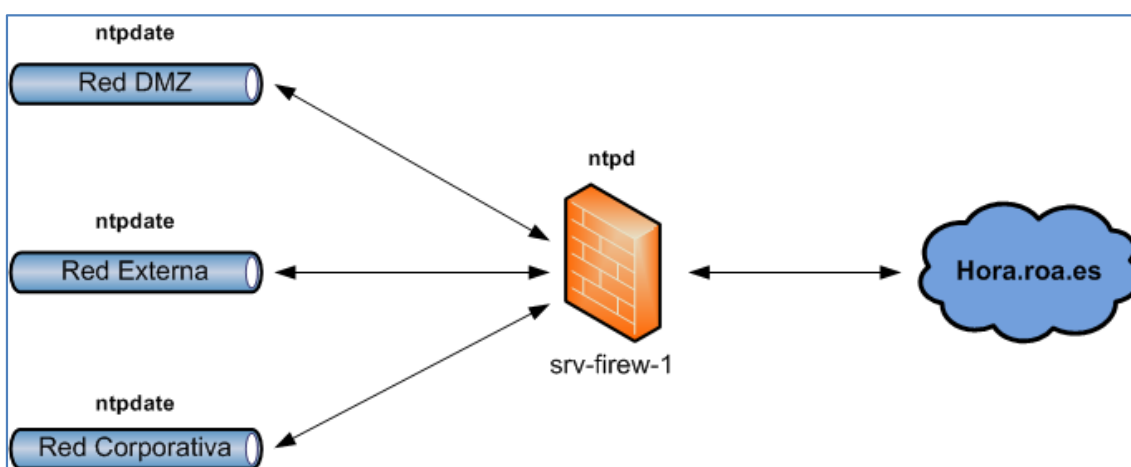 ntpdate
Red DMZ
ntpd
ntpdate
Red Externa
Hora.roa.es
srv-firew-1
ntpdate
Red Corporativa